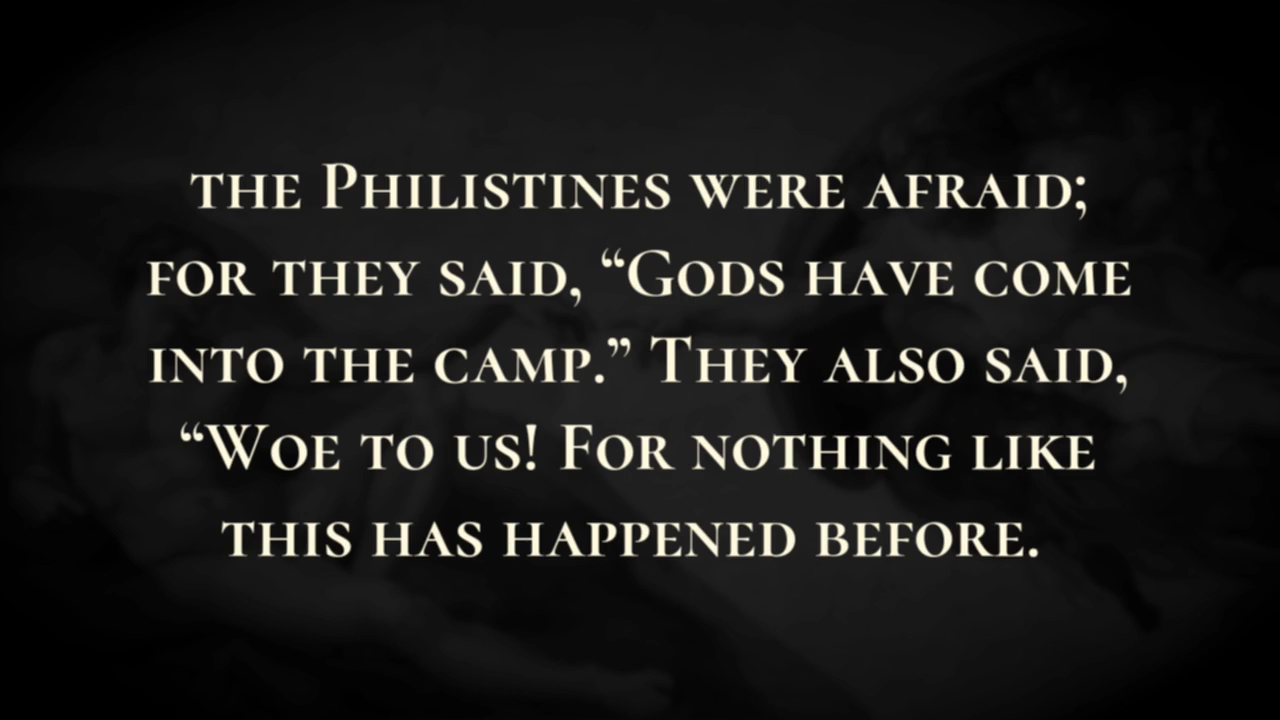 the Philistines were afraid;
for they said, “Gods have come
into the camp.” They also said,
“Woe to us! For nothing like
this has happened before.